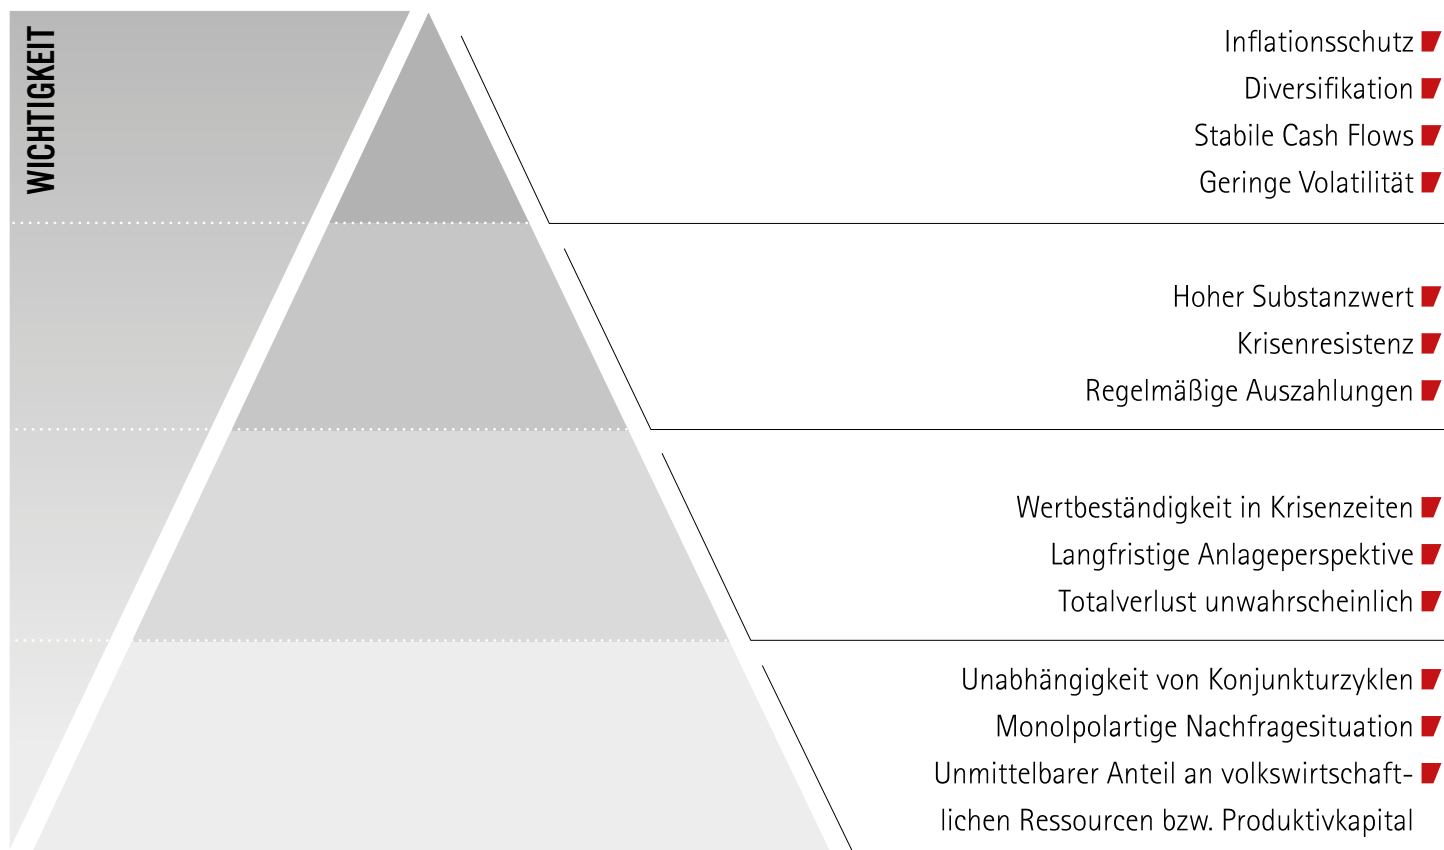 WICHTIGKEIT
Inflationsschutz
Diversifikation
Stabile Cash Flows
Geringe Volatilität
Hoher Substanzwert
Krisenresistenz
Regelmäßige Auszahlungen
Wertbeständigkeit in Krisenzeiten
Langfristige Anlageperspektive
Totalverlust unwahrscheinlich
Unabhängigkeit von Konjunkturzyklen
Monolpolartige Nachfragesituation
Unmittelbarer Anteil an volkswirtschaft-
lichen Ressourcen bzw. Produktivkapital